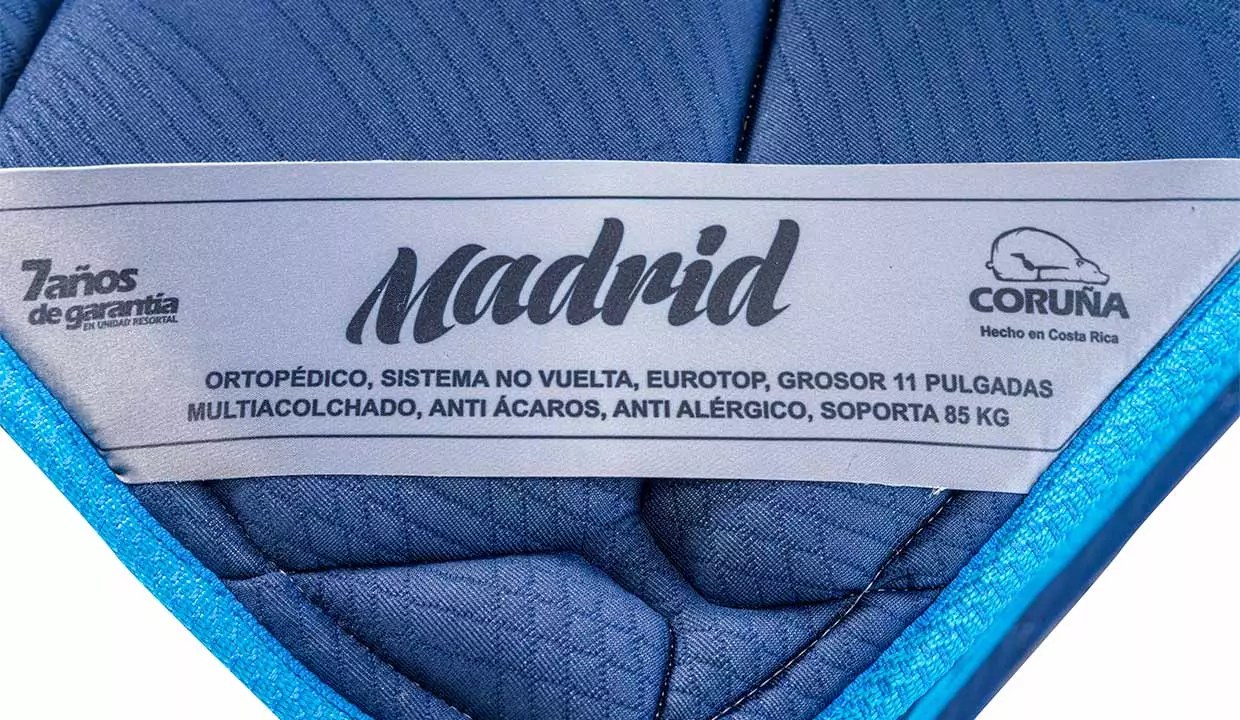 7años
de garantía
EN UNIDAD RESORTAL
Madrid
CORUÑA
Hecho en Costa Rica
ORTOPÉDICO, SISTEMA NO VUELTA, EUROTOP, GROSOR 11 PULGADAS
MULTIACOLCHADO, ANTI ÁCAROS, ANTI ALÉRGICO, SOPORTA 85 KG